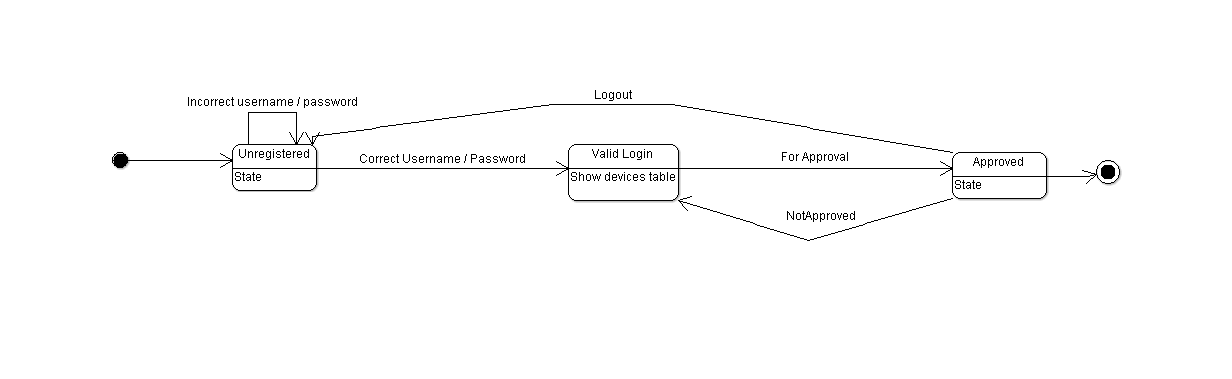 Logout
Incorrect username / password
Unregistered
State
Correct Username / Password
Valid Login
Show devices table
For Approval
Approved
State
NotApproved